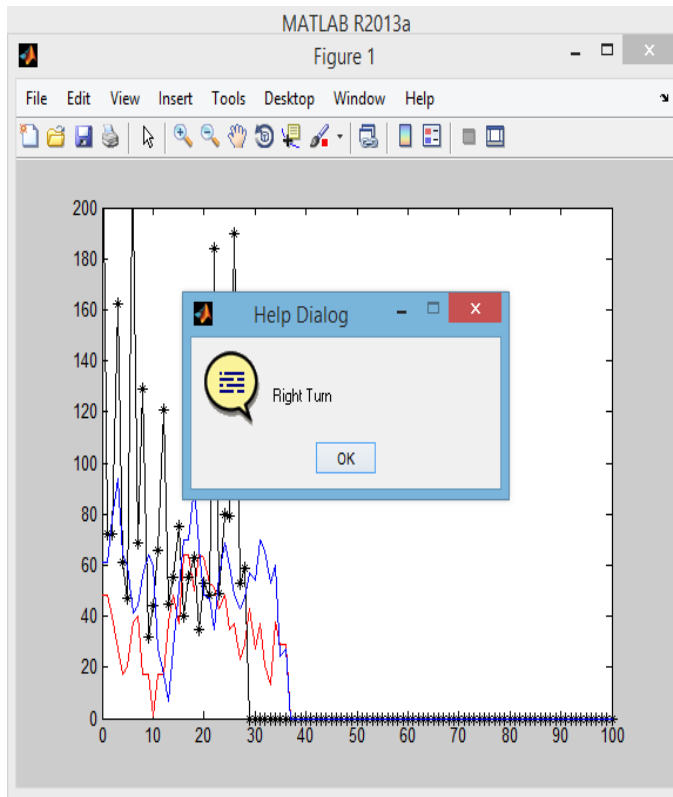 MATLAB R2013a
Figure 1
File Edit View Insert Tools Desktop Window Help
200
180
160
140
120
100
80
60
40
20
0
Help Dialog
Right Turn
OK
0 10 20 30 40 50 60 70 80 90 100